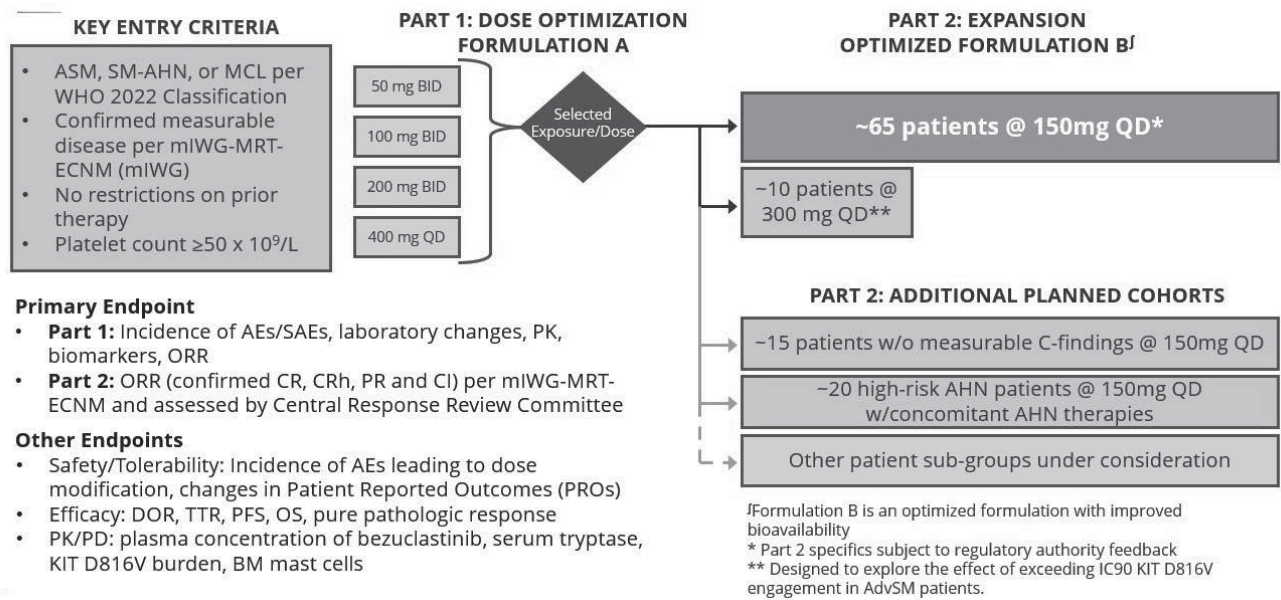 KEY ENTRY CRITERIA
• ASM, SM-AHN, or MCL per
WHO 2022 Classification
• Confirmed measurable
disease per mIWG-MRT-
ECNM (mIWG)
• No restrictions on prior
therapy
• Platelet count ≥50 x 10⁹/L
PART 1: DOSE OPTIMIZATION
FORMULATION A
50 mg BID
100 mg BID
200 mg BID
400 mg QD
Selected
Exposure/Dose
PART 2: EXPANSION
OPTIMIZED FORMULATION B⎰
~65 patients @ 150mg QD*
~10 patients @
300 mg QD**
PART 2: ADDITIONAL PLANNED COHORTS
~15 patients w/o measurable C-findings @ 150mg QD
~20 high-risk AHN patients @ 150mg QD
w/concomitant AHN therapies
Other patient sub-groups under consideration
Primary Endpoint
• Part 1: Incidence of AEs/SAEs, laboratory changes, PK,
biomarkers, ORR
• Part 2: ORR (confirmed CR, CRh, PR and CI) per mIWG-MRT-
ECNM and assessed by Central Response Review Committee
Other Endpoints
• Safety/Tolerability: Incidence of AEs leading to dose
modification, changes in Patient Reported Outcomes (PROs)
• Efficacy: DOR, TTR, PFS, OS, pure pathologic response
• PK/PD: plasma concentration of bezuclastinib, serum tryptase,
KIT D816V burden, BM mast cells
⎰Formulation B is an optimized formulation with improved
bioavailability
* Part 2 specifics subject to regulatory authority feedback
** Designed to explore the effect of exceeding IC90 KIT D816V
engagement in AdvSM patients.